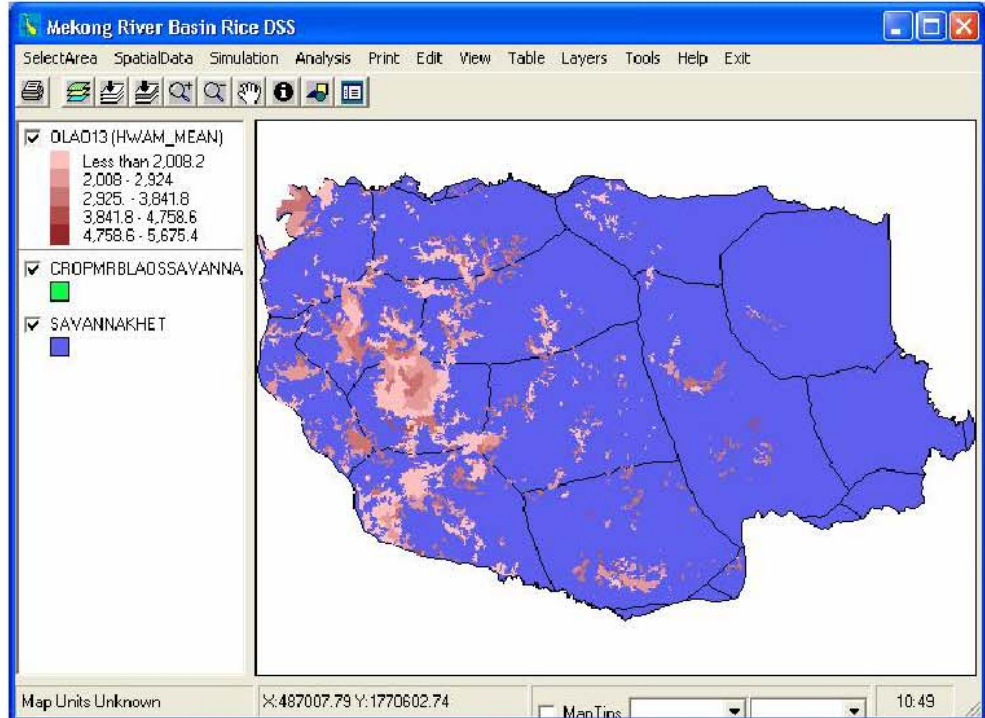 Mekong River Basin Rice DSS
SelectArea SpatialData Simulation Analysis Print Edit View Table Layers Tools Help Exit
OLAO13 (HWAM_MEAN)
Less than 2,008.2
2,008 - 2,924
2,925. - 3,841.8
3,841.8 - 4,758.6
4,758.6 - 5,675.4
CROPMRBLAOSSAVANNA
SAVANNAKHET
Map Units Unknown X:487007.79 Y:1770602.74 MapTips 10:49